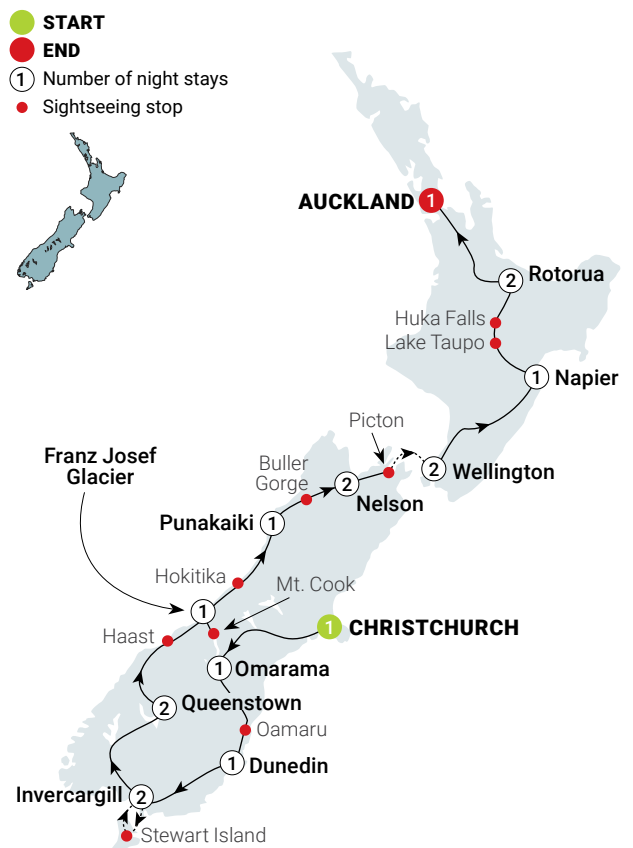 START
END
1 Number of night stays
Sightseeing stop
AUCKLAND 1
2 Rotorua
Huka Falls
Lake Taupo
1 Napier
Picton
2 Wellington
Franz Josef
Glacier
Buller
Gorge
2
Nelson
Punakaiki 1
Hokitika
Mt. Cook
1
Haast
1 CHRISTCHURCH
1 Omarama
Queenstown
2
Oamaru
1 Dunedin
Invercargill 2
Stewart Island